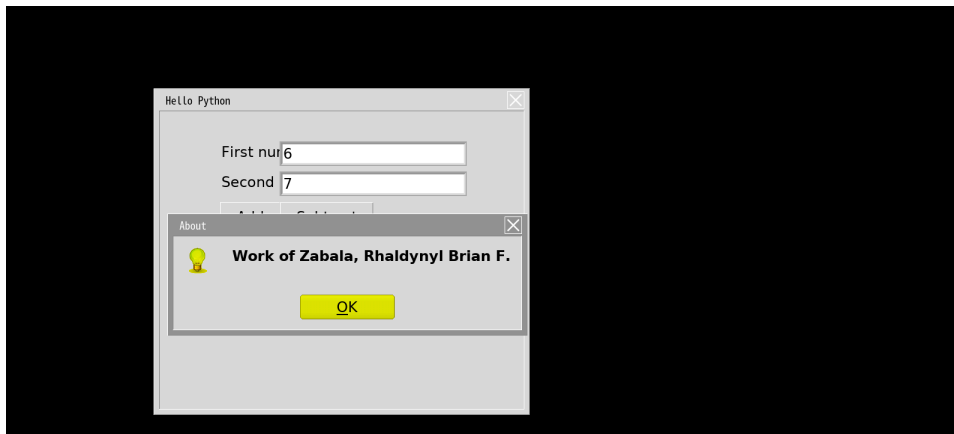 Hello Python
First nu
6
Second
7
About
Work of Zabala, Rhaldynyl Brian F.
OK